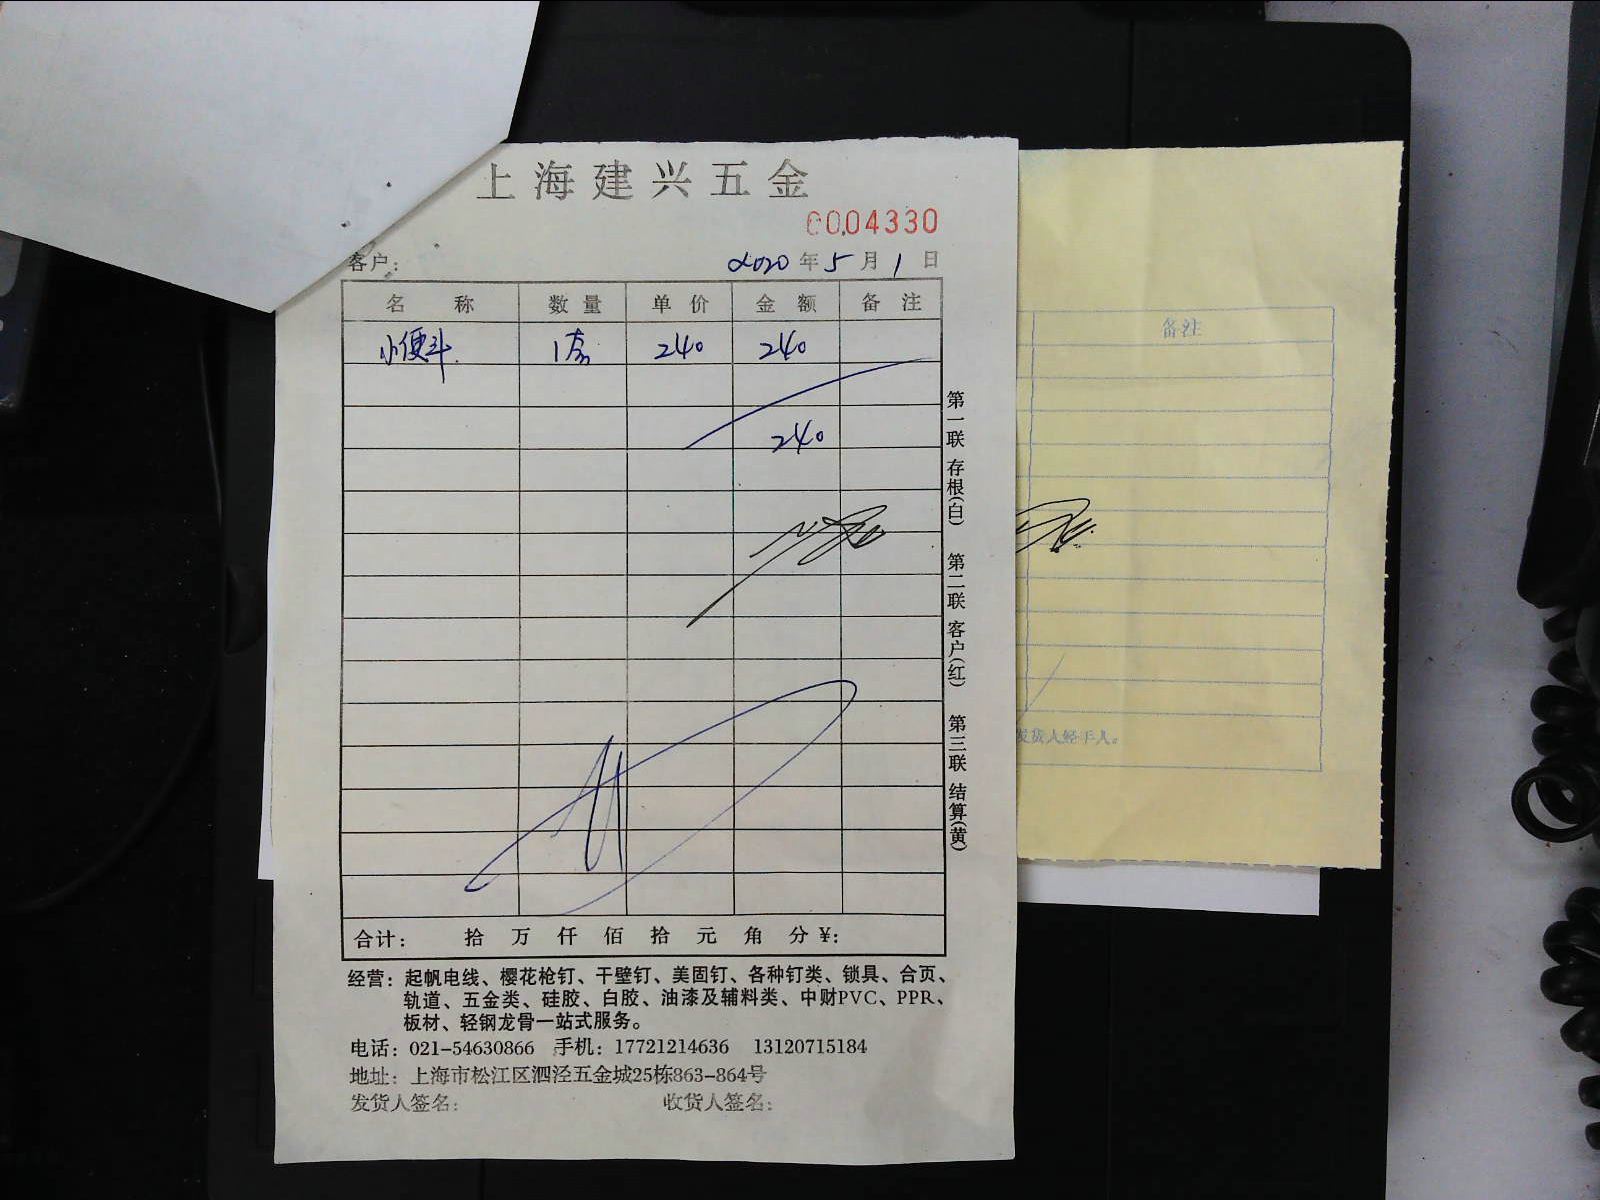 上海建兴五金
0004330
客户： 2020年5月1日
名称 数量 单价 金额 备注
小便斗 1套 240 240
240
第一联 存根(白) 第二联 客户(红) 第三联 结算(黄)
合计： 拾 万 仟 佰 拾 元 角 分 ¥:
经营：起帆电线、樱花枪钉、干壁钉、美固钉、各种钉类、锁具、合页、
轨道、五金类、硅胶、白胶、油漆及辅料类、中财PVC、PPR、
板材、轻钢龙骨一站式服务。
电话：021-54630866 手机：17721214636 13120715184
地址：上海市松江区泗泾五金城25栋863-864号
发货人签名： 收货人签名：
备注
发货人经手人。